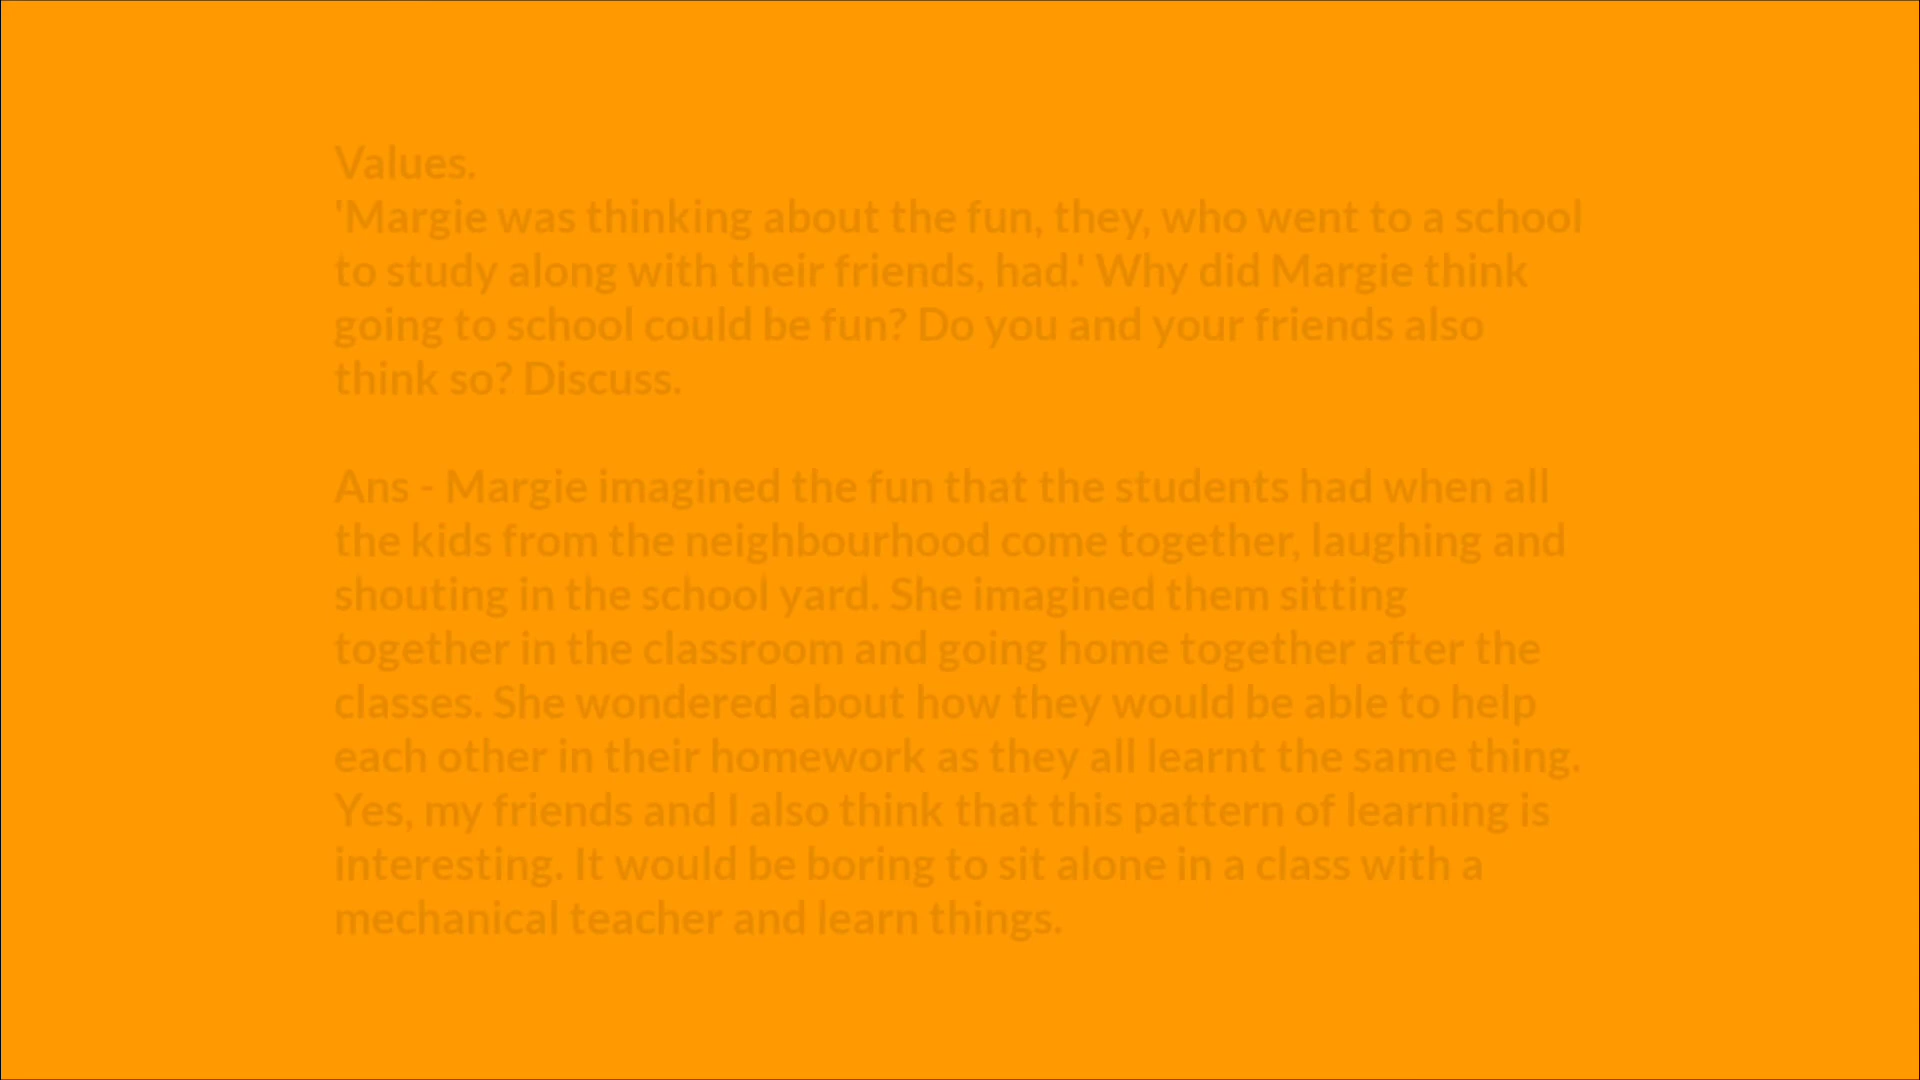 Values.
'Margie was thinking about the fun, they, who went to a school
to study along with their friends, had.' Why did Margie think
going to school could be fun? Do you and your friends also
think so? Discuss.
Ans - Margie imagined the fun that the students had when all
the kids from the neighbourhood come together, laughing and
shouting in the school yard. She imagined them sitting
together in the classroom and going home together after the
classes. She wondered about how they would be able to help
each other in their homework as they all learnt the same thing.
Yes, my friends and I also think that this pattern of learning is
interesting. It would be boring to sit alone in a class with a
mechanical teacher and learn things.